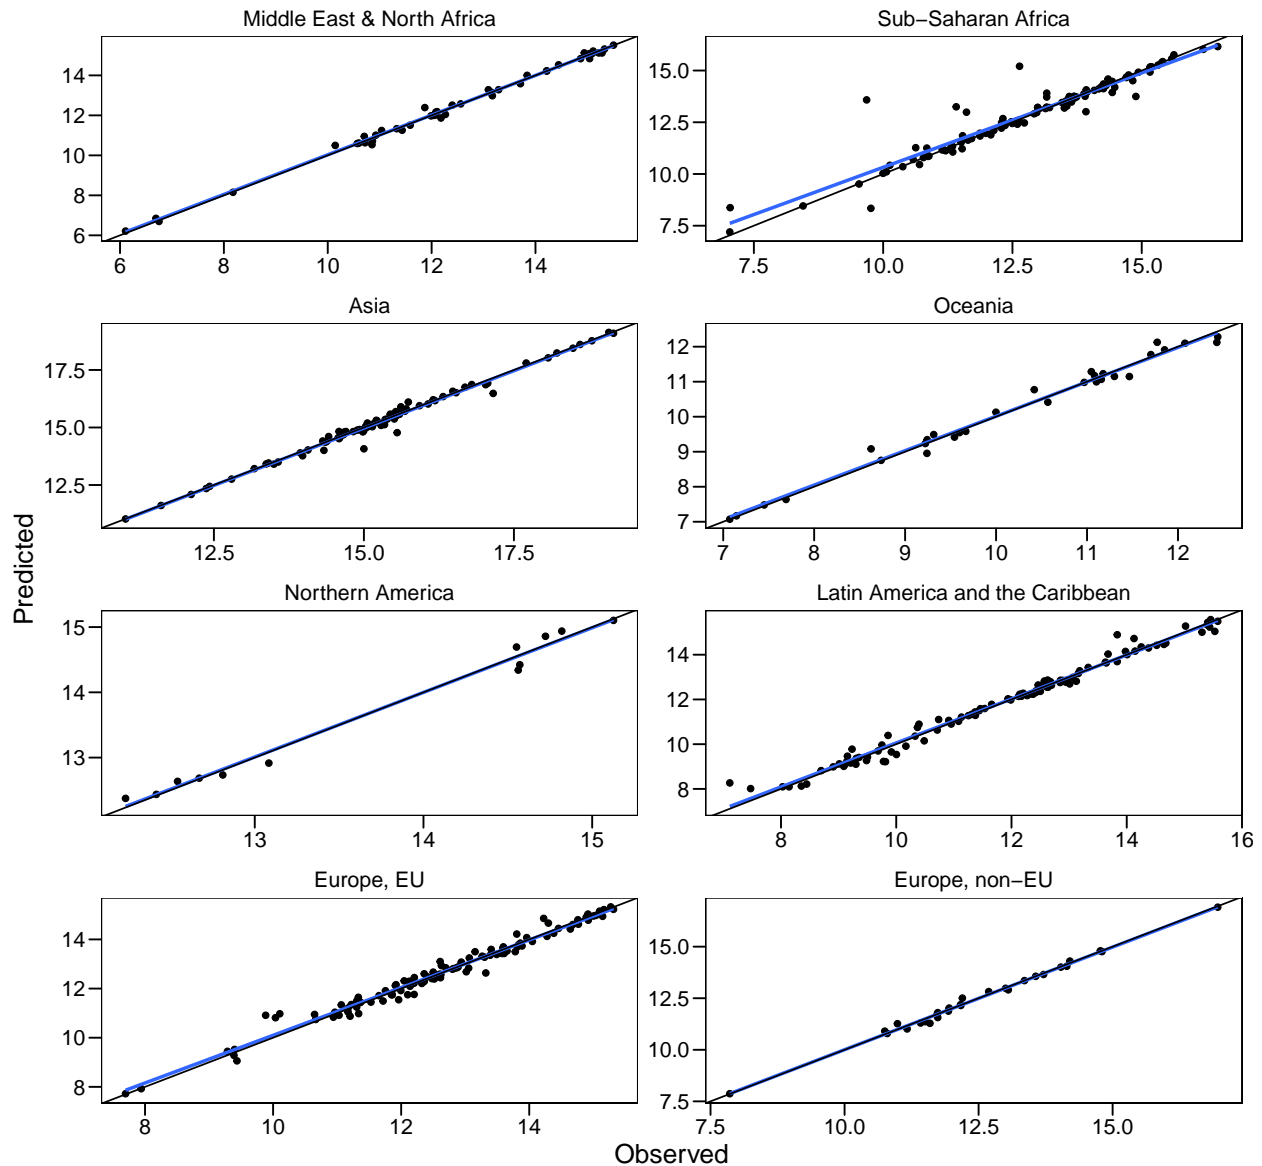 Middle East & North Africa
Sub−Saharan Africa
14
12
10
8
6
6 8 10 12 14
15.0
12.5
10.0
7.5
7.5 10.0 12.5 15.0
Asia
Oceania
17.5
15.0
12.5
12.5 15.0 17.5
12
11
10
9
8
7
7 8 9 10 11 12
Predicted
Northern America
Latin America and the Caribbean
15
14
13
13 14 15
14
12
10
8
8 10 12 14 16
Europe, EU
Europe, non−EU
14
12
10
8
8 10 12 14
15.0
12.5
10.0
7.5
7.5 10.0 12.5 15.0
Observed